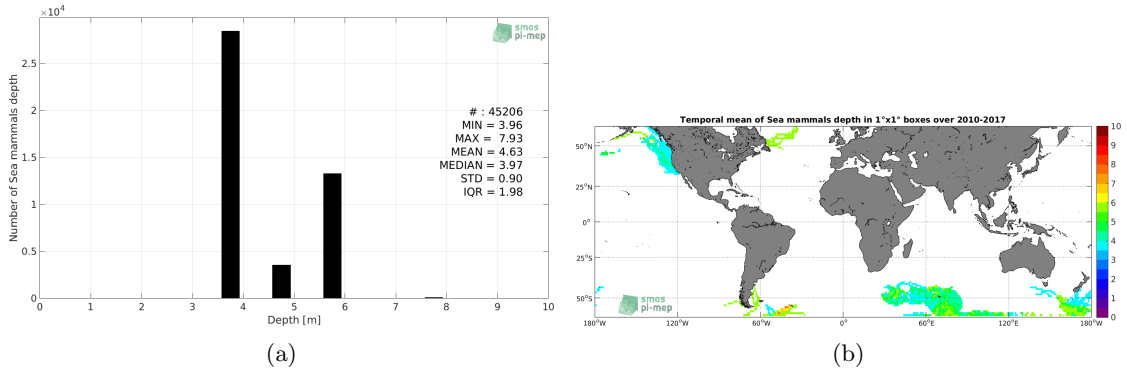 ×10⁴
smos
pi-mep
2.5
2
1.5
1
0.5
0
Number of Sea mammals depth
# : 45206
MIN = 3.96
MAX = 7.93
MEAN = 4.63
MEDIAN = 3.97
STD = 0.90
IQR = 1.98
0 1 2 3 4 5 6 7 8 9 10
Depth [m]
(a)
Temporal mean of Sea mammals depth in 1°x1° boxes over 2010-2017
50°N
25°N
0°
25°S
50°S
smos
pi-mep
180°W 120°W 60°W 0° 60°E 120°E 180°E
10
9
8
7
6
5
4
3
2
1
0
(b)